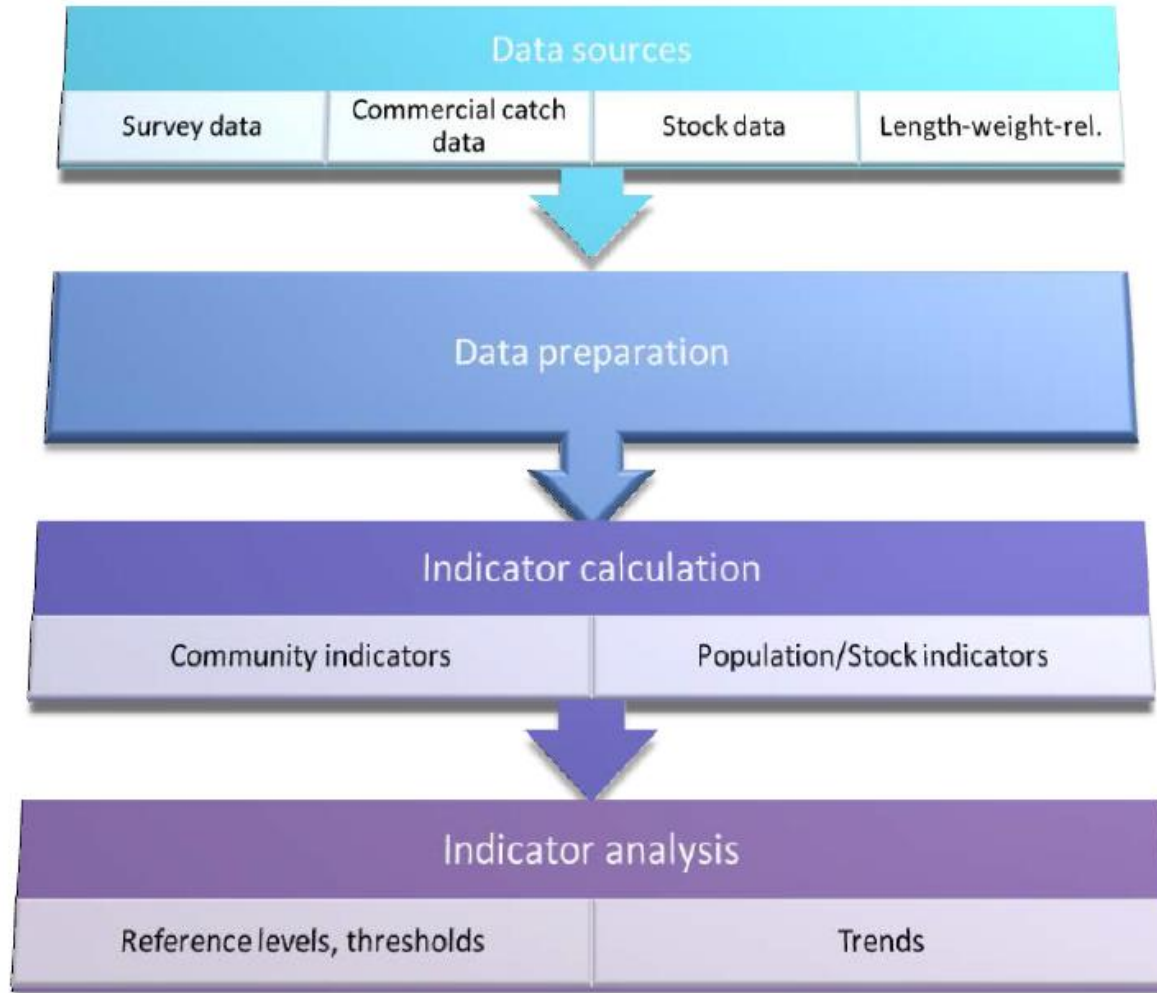 Data sources
Survey data
Commercial catch
data
Stock data
Length-weight-rel.
Data preparation
Indicator calculation
Community indicators
Population/Stock indicators
Indicator analysis
Reference levels, thresholds
Trends